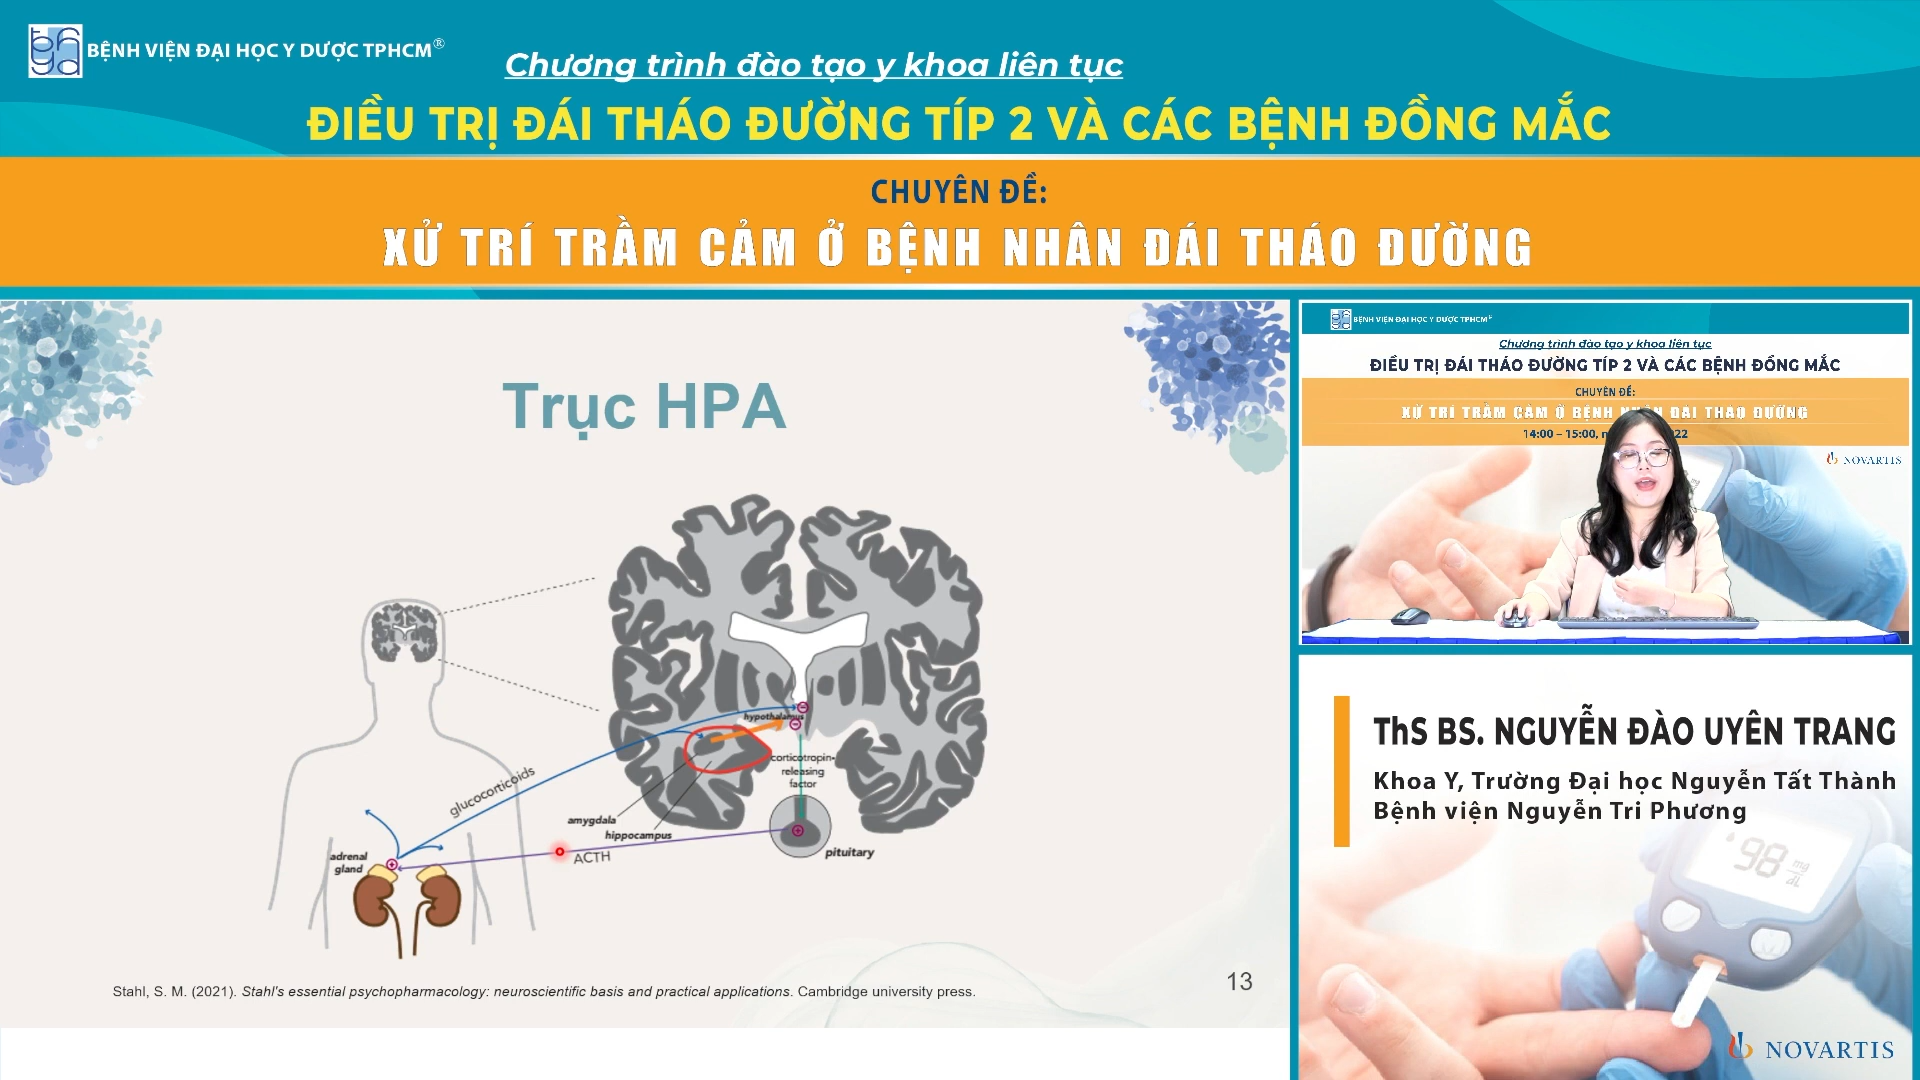 BỆNH VIỆN ĐẠI HỌC Y DƯỢC TPHCM®
Chương trình đào tạo y khoa liên tục
ĐIỀU TRỊ ĐÁI THÁO ĐƯỜNG TÍP 2 VÀ CÁC BỆNH ĐỒNG MẮC
CHUYÊN ĐỀ:
XỬ TRÍ TRẦM CẢM Ở BỆNH NHÂN ĐÁI THÁO ĐƯỜNG
Trục HPA
hypothalamus
corticotropin-
releasing
factor
glucocorticoids
amygdala
hippocampus
pituitary
ACTH
adrenal
gland
Stahl, S. M. (2021). Stahl's essential psychopharmacology: neuroscientific basis and practical applications. Cambridge university press.
13
BỆNH VIỆN ĐẠI HỌC Y DƯỢC TPHCM®
Chương trình đào tạo y khoa liên tục
ĐIỀU TRỊ ĐÁI THÁO ĐƯỜNG TÍP 2 VÀ CÁC BỆNH ĐỒNG MẮC
CHUYÊN ĐỀ:
XỬ TRÍ TRẦM CẢM Ở BỆNH NHÂN ĐÁI THÁO ĐƯỜNG
14:00 – 15:00, n 22
NOVARTIS
ThS BS. NGUYỄN ĐÀO UYÊN TRANG
Khoa Y, Trường Đại học Nguyễn Tất Thành
Bệnh viện Nguyễn Tri Phương
98 mg
dL
NOVARTIS